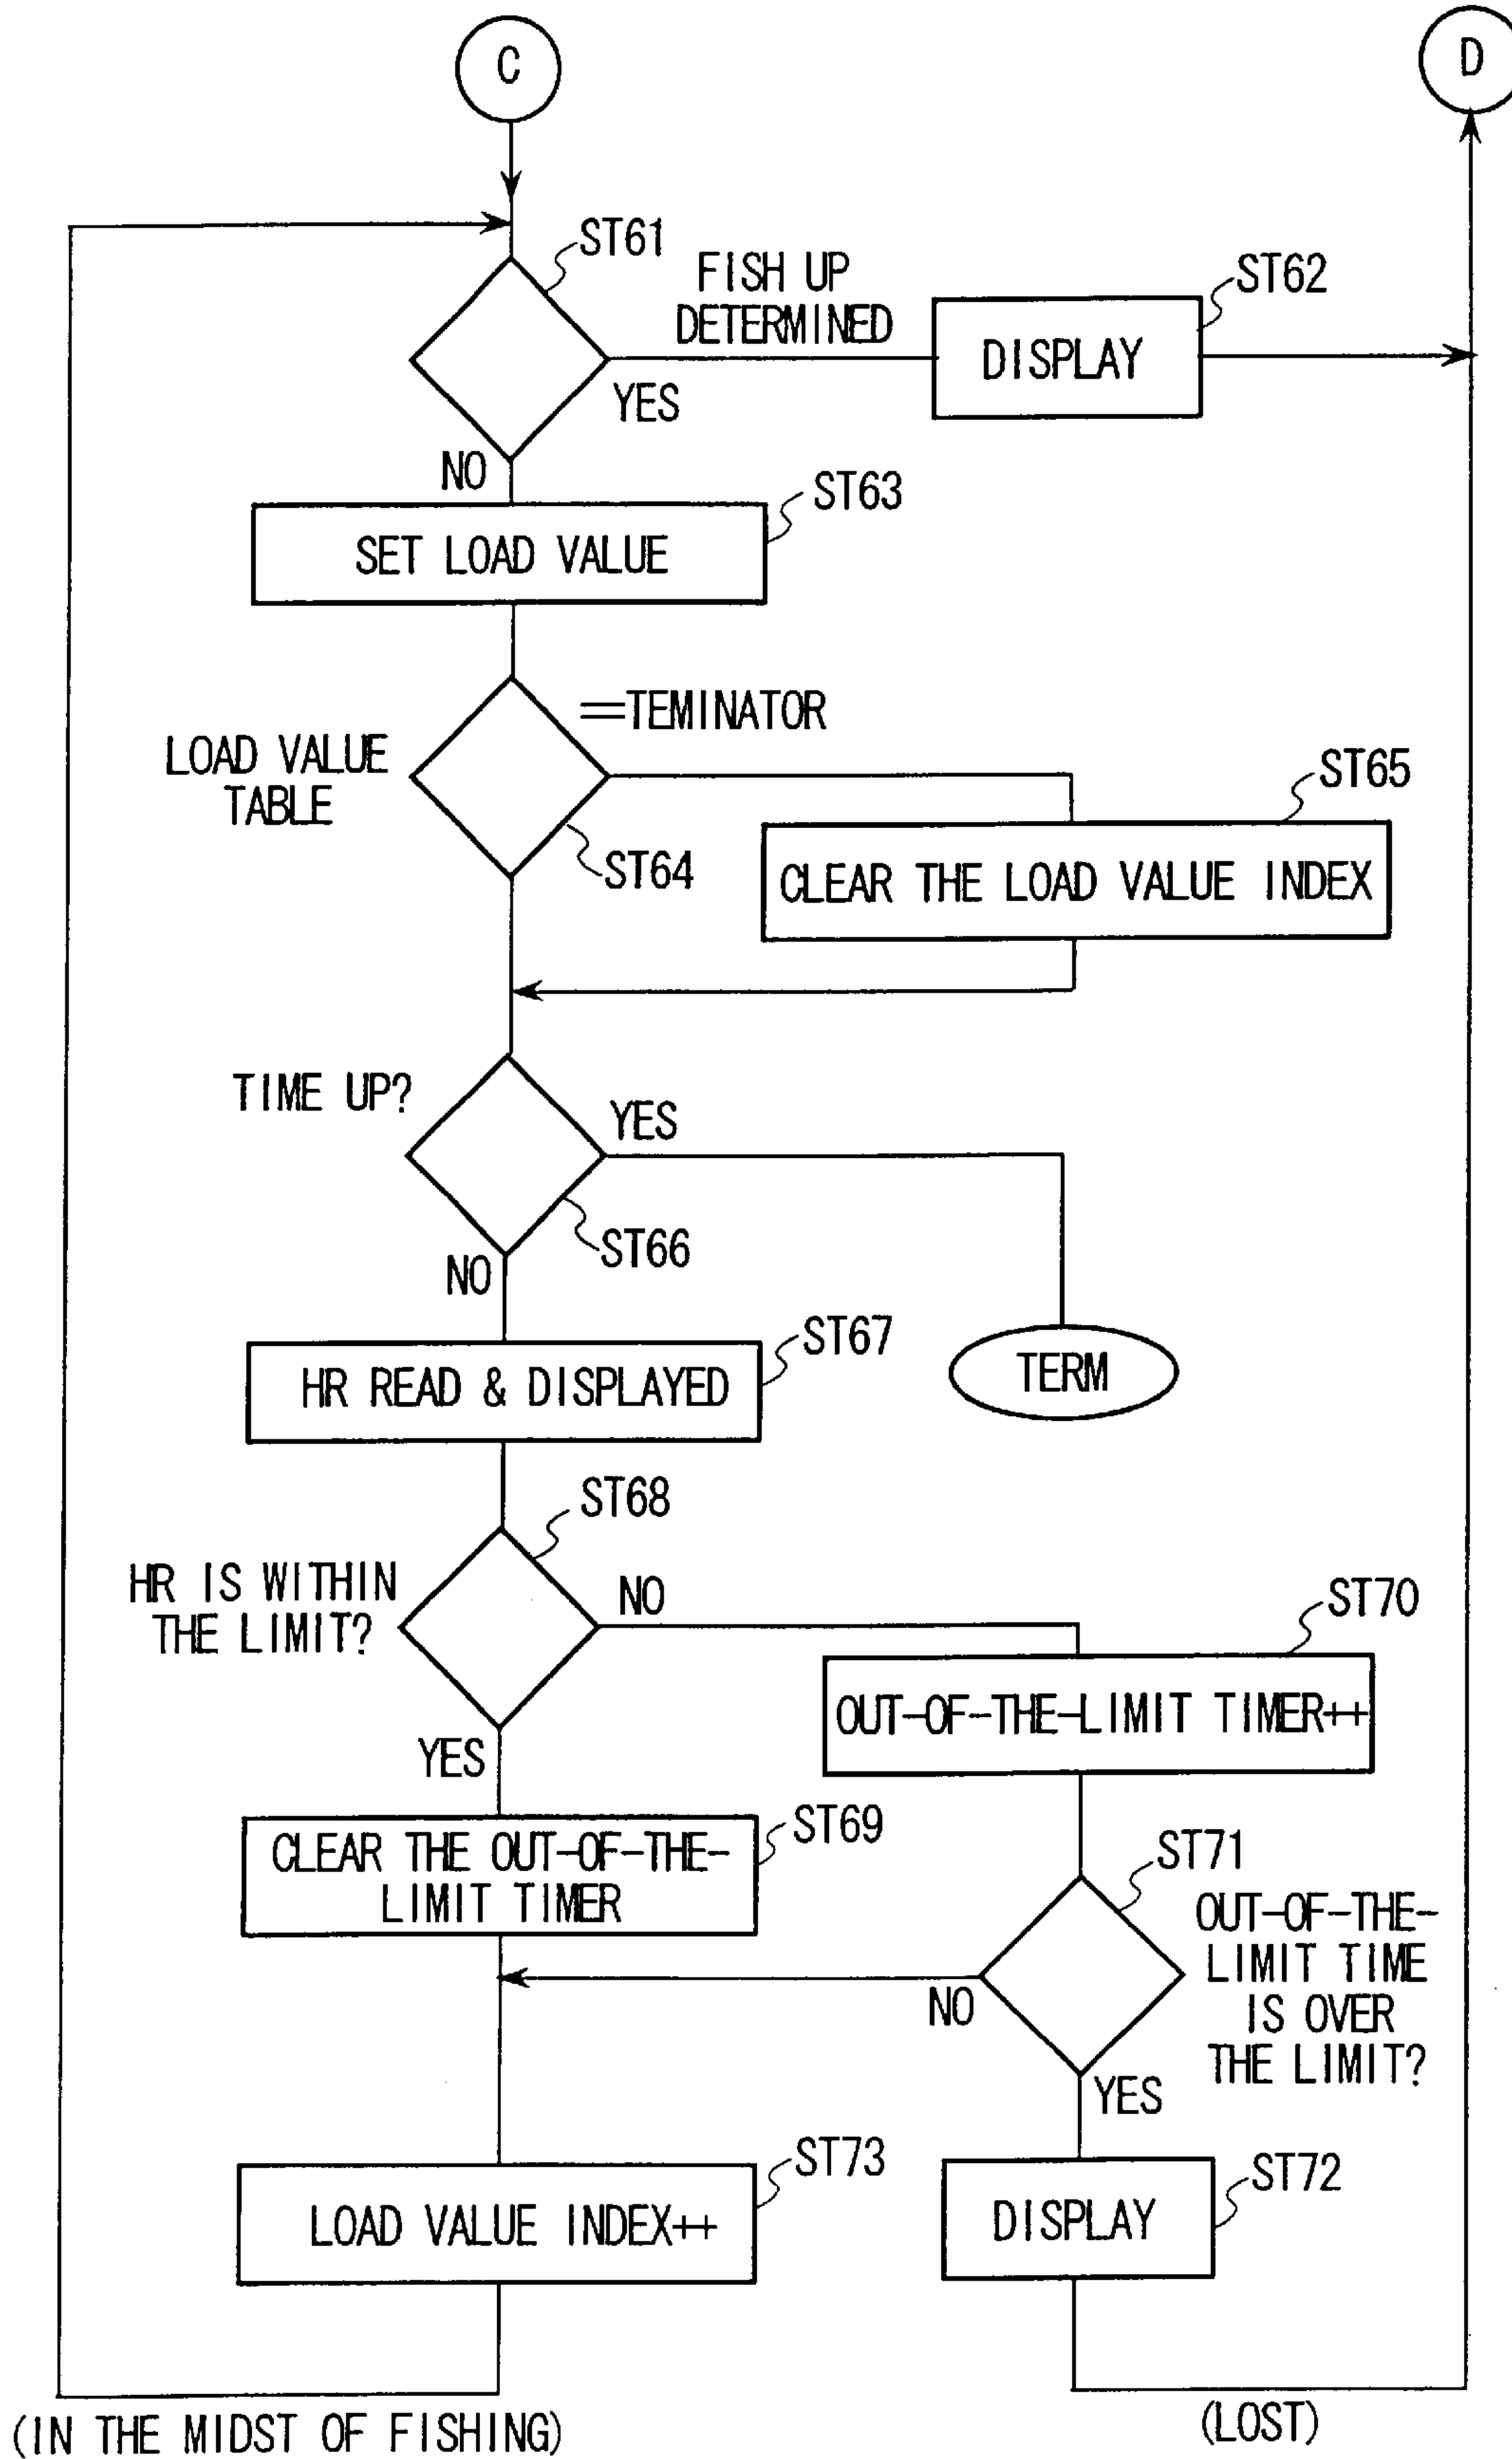 C
D
ST61
FISH UP
DETERMINED
ST62
DISPLAY
YES
NO
ST63
SET LOAD VALUE
==TEMINATOR
LOAD VALUE
TABLE
ST65
ST64
CLEAR THE LOAD VALUE INDEX
TIME UP?
YES
ST66
NO
ST67
HR READ & DISPLAYED
TERM
ST68
HR IS WITHIN
THE LIMIT?
NO
ST70
OUT-OF-THE-LIMIT TIMER++
YES
ST69
CLEAR THE OUT-OF-THE-
LIMIT TIMER
ST71
OUT-OF-THE-
LIMIT TIME
IS OVER
THE LIMIT?
NO
YES
ST73
LOAD VALUE INDEX++
ST72
DISPLAY
(IN THE MIDST OF FISHING)
(LOST)